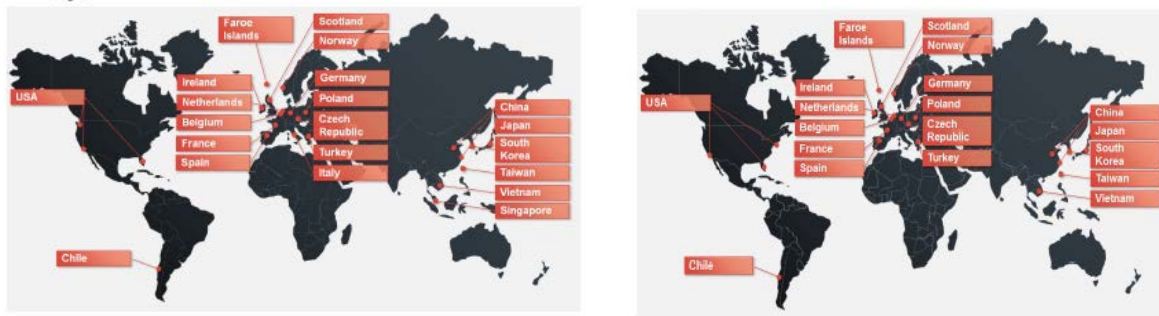 Faroe
Islands
Scotland
Norway
Ireland
Germany
USA
Netherlands
Poland
Belgium
Czech
Republic
France
Turkey
Spain
Italy
China
Japan
South
Korea
Taiwan
Vietnam
Singapore
Chile
Faroe
Islands
Scotland
Norway
Ireland
Germany
USA
Netherlands
Poland
Belgium
Czech
Republic
France
Turkey
Spain
China
Japan
South
Korea
Taiwan
Vietnam
Chile